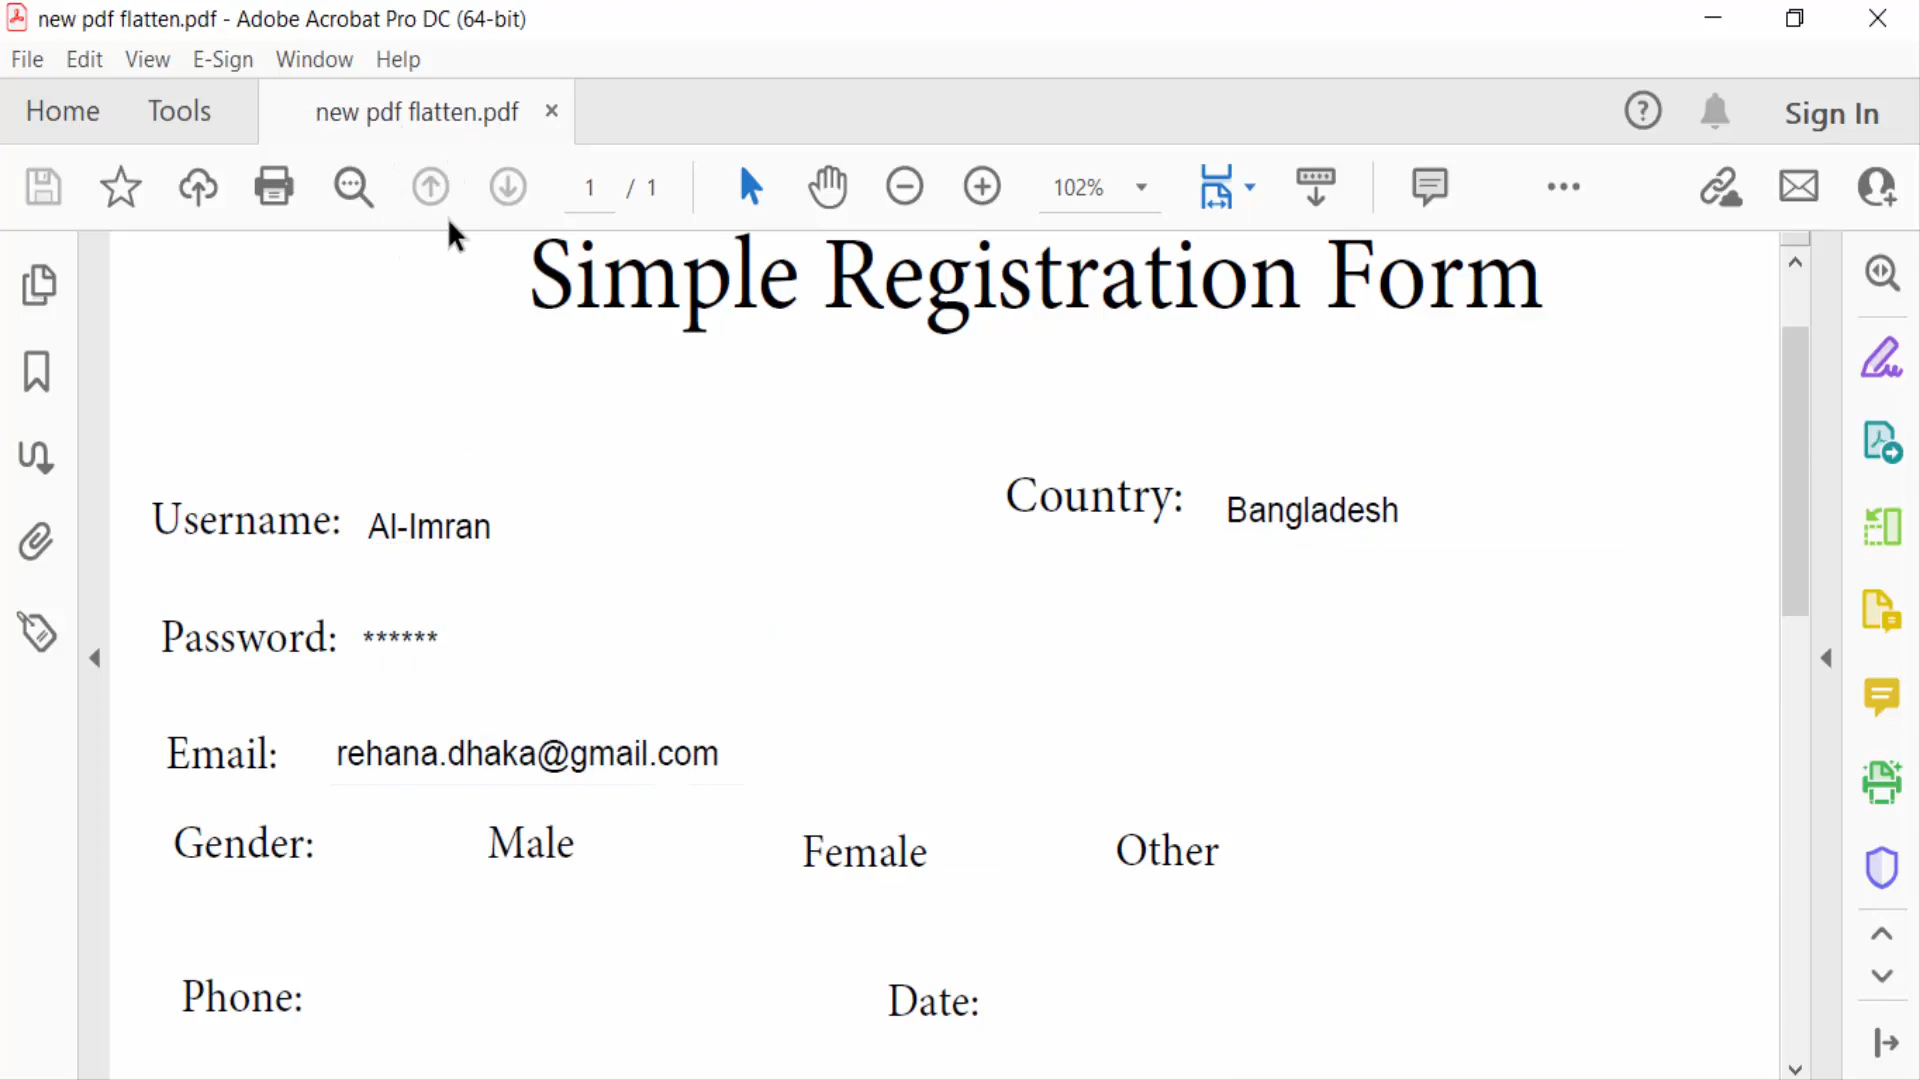 new pdf flatten.pdf - Adobe Acrobat Pro DC (64-bit)
File Edit View E-Sign Window Help
Home Tools new pdf flatten.pdf × Sign In
1 / 1 102%
Simple Registration Form
Country: Bangladesh
Username: Al-Imran
Password: ******
Email: rehana.dhaka@gmail.com
Gender: Male Female Other
Phone: Date: